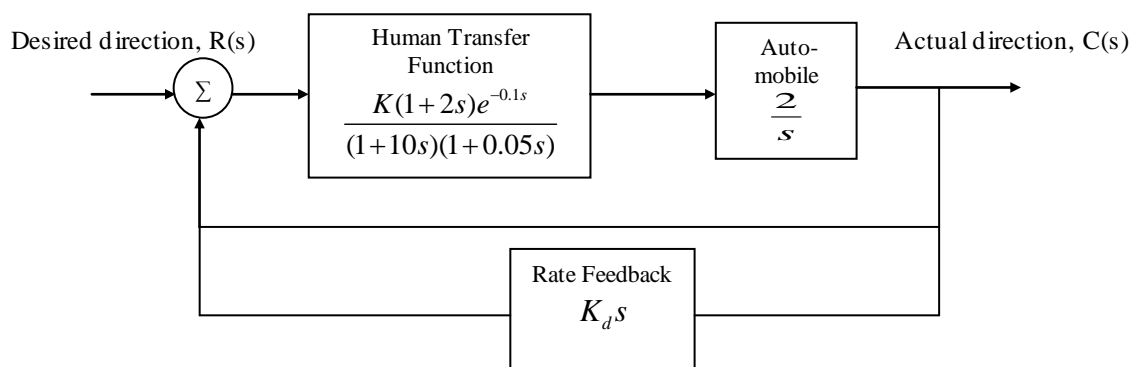 Desired direction, R(s)
Σ
Human Transfer
Function
K(1+2s)e^{-0.1s}
(1+10s)(1+0.05s)
Auto-
mobile
2
s
Actual direction, C(s)
Rate Feedback
K_d s